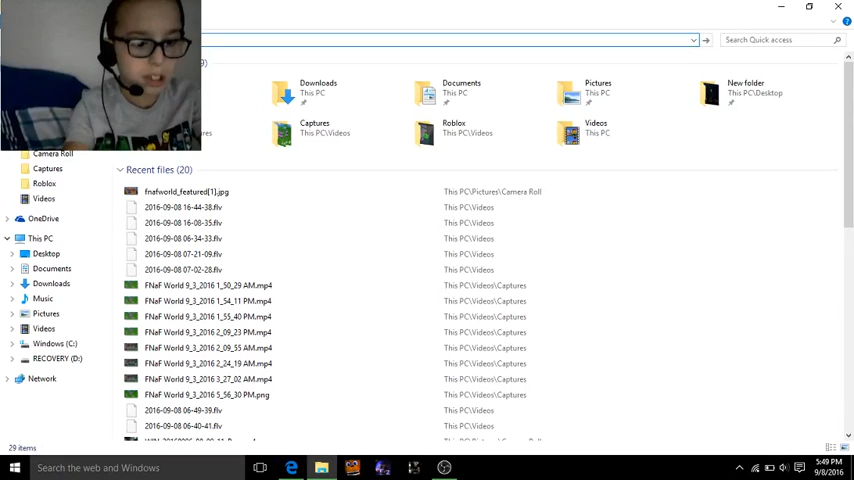 Search Quick access
9)
Downloads
This PC
Documents
This PC
Pictures
This PC
New folder
This PC\Desktop
Captures
This PC\Videos
Roblox
This PC\Videos
Videos
This PC
Camera Roll
Captures
Roblox
Videos
OneDrive
This PC
Desktop
Documents
Downloads
Music
Pictures
Videos
Windows (C:)
RECOVERY (D:)
Network
Recent files (20)
fnafworld_featured[1].jpg This PC\Pictures\Camera Roll
2016-09-08 16-44-38.flv This PC\Videos
2016-09-08 16-08-35.flv This PC\Videos
2016-09-08 06-34-33.flv This PC\Videos
2016-09-08 07-21-09.flv This PC\Videos
2016-09-08 07-02-28.flv This PC\Videos
FNaF World 9_3_2016 1_50_29 AM.mp4 This PC\Videos\Captures
FNaF World 9_3_2016 1_54_11 PM.mp4 This PC\Videos\Captures
FNaF World 9_3_2016 1_55_40 PM.mp4 This PC\Videos\Captures
FNaF World 9_3_2016 2_09_23 PM.mp4 This PC\Videos\Captures
FNaF World 9_3_2016 2_09_55 AM.mp4 This PC\Videos\Captures
FNaF World 9_3_2016 2_24_19 AM.mp4 This PC\Videos\Captures
FNaF World 9_3_2016 3_27_02 AM.mp4 This PC\Videos\Captures
FNaF World 9_3_2016 5_56_30 PM.png This PC\Videos\Captures
2016-09-08 06-49-39.flv This PC\Videos
2016-09-08 06-40-41.flv This PC\Videos
This PC\Pictures\Camera Roll
29 items
Search the web and Windows
5:49 PM
9/8/2016